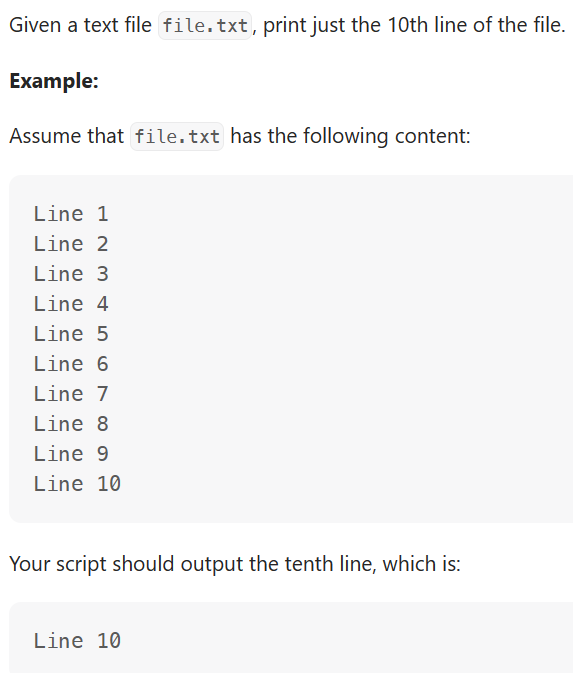 Given a text file file.txt, print just the 10th line of the file.
Example:
Assume that file.txt has the following content:
Line 1
Line 2
Line 3
Line 4
Line 5
Line 6
Line 7
Line 8
Line 9
Line 10
Your script should output the tenth line, which is:
Line 10